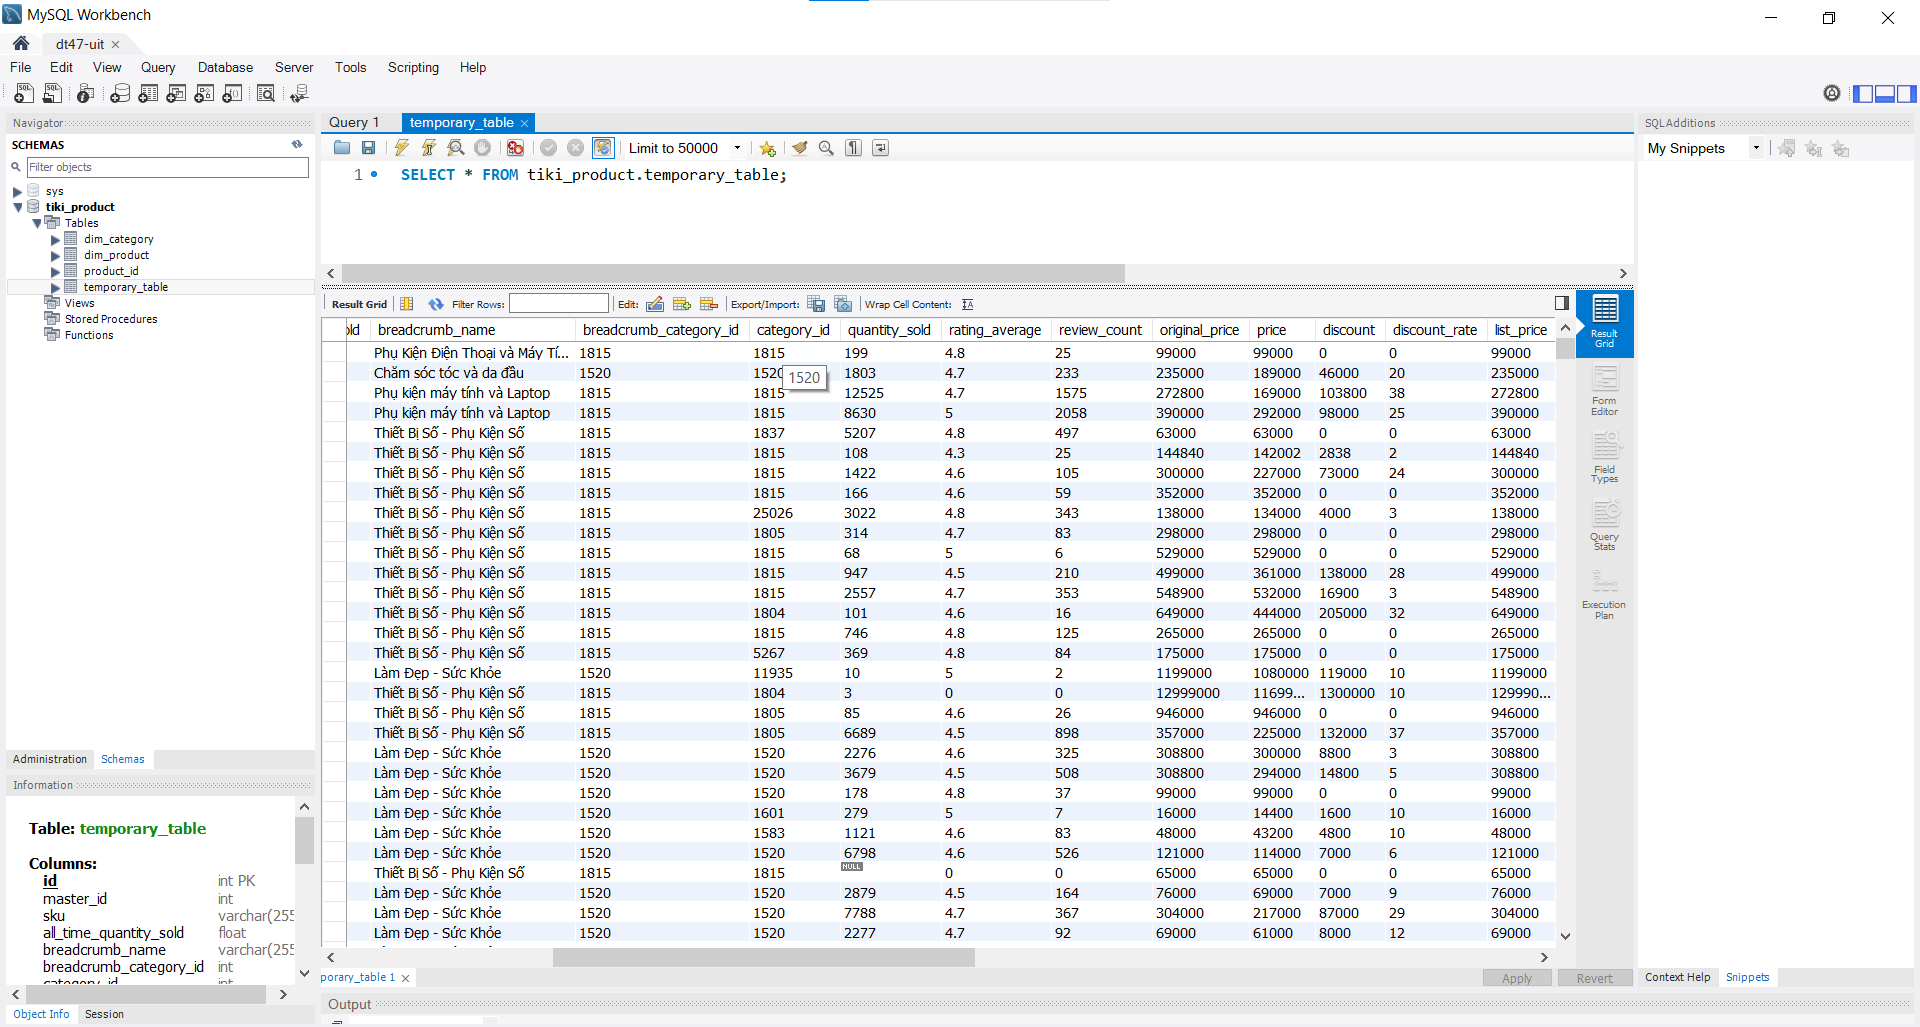 MySQL Workbench
dt47-uit
File Edit View Query Database Server Tools Scripting Help
Navigator
SCHEMAS
Filter objects
sys
tiki_product
Tables
dim_category
dim_product
product_id
temporary_table
Views
Stored Procedures
Functions
Administration Schemas
Information
Table: temporary_table
Columns:
id int PK
master_id int
sku varchar(255
all_time_quantity_sold float
breadcrumb_name varchar(255
breadcrumb_category_id int
category_id int
Object Info Session
Query 1 temporary_table
Limit to 50000
1 SELECT * FROM tiki_product.temporary_table;
Result Grid Filter Rows: Edit: Export/Import: Wrap Cell Content:
old breadcrumb_name breadcrumb_category_id category_id quantity_sold rating_average review_count original_price price discount discount_rate list_price
Phụ Kiện Điện Thoại và Máy Tí... 1815 1815 199 4.8 25 99000 99000 0 0 99000
Chăm sóc tóc và da đầu 1520 1520 1803 4.7 233 235000 189000 46000 20 235000
1520
Phụ kiện máy tính và Laptop 1815 1815 12525 4.7 1575 272800 169000 103800 38 272800
Phụ kiện máy tính và Laptop 1815 1815 8630 5 2058 390000 292000 98000 25 390000
Thiết Bị Số - Phụ Kiện Số 1815 1837 5207 4.8 497 63000 63000 0 0 63000
Thiết Bị Số - Phụ Kiện Số 1815 1815 108 4.3 25 144840 142002 2838 2 144840
Thiết Bị Số - Phụ Kiện Số 1815 1815 1422 4.6 105 300000 227000 73000 24 300000
Thiết Bị Số - Phụ Kiện Số 1815 1815 166 4.6 59 352000 352000 0 0 352000
Thiết Bị Số - Phụ Kiện Số 1815 25026 3022 4.8 343 138000 134000 4000 3 138000
Thiết Bị Số - Phụ Kiện Số 1815 1805 314 4.7 83 298000 298000 0 0 298000
Thiết Bị Số - Phụ Kiện Số 1815 1815 68 5 6 529000 529000 0 0 529000
Thiết Bị Số - Phụ Kiện Số 1815 1815 947 4.5 210 499000 361000 138000 28 499000
Thiết Bị Số - Phụ Kiện Số 1815 1815 2557 4.7 353 548900 532000 16900 3 548900
Thiết Bị Số - Phụ Kiện Số 1815 1804 101 4.6 16 649000 444000 205000 32 649000
Thiết Bị Số - Phụ Kiện Số 1815 1815 746 4.8 125 265000 265000 0 0 265000
Thiết Bị Số - Phụ Kiện Số 1815 5267 369 4.8 84 175000 175000 0 0 175000
Làm Đẹp - Sức Khỏe 1520 11935 10 5 2 1199000 1080000 119000 10 1199000
Thiết Bị Số - Phụ Kiện Số 1815 1804 3 0 0 12999000 11699... 1300000 10 129990...
Thiết Bị Số - Phụ Kiện Số 1815 1805 85 4.6 26 946000 946000 0 0 946000
Thiết Bị Số - Phụ Kiện Số 1815 1805 6689 4.5 898 357000 225000 132000 37 357000
Làm Đẹp - Sức Khỏe 1520 1520 2276 4.6 325 308800 300000 8800 3 308800
Làm Đẹp - Sức Khỏe 1520 1520 3679 4.5 508 308800 294000 14800 5 308800
Làm Đẹp - Sức Khỏe 1520 1520 178 4.8 37 99000 99000 0 0 99000
Làm Đẹp - Sức Khỏe 1520 1601 279 5 7 16000 14400 1600 10 16000
Làm Đẹp - Sức Khỏe 1520 1583 1121 4.6 83 48000 43200 4800 10 48000
Làm Đẹp - Sức Khỏe 1520 1520 6798 4.6 526 121000 114000 7000 6 121000
Thiết Bị Số - Phụ Kiện Số 1815 1815 NULL 0 0 65000 65000 0 0 65000
Làm Đẹp - Sức Khỏe 1520 1520 2879 4.5 164 76000 69000 7000 9 76000
Làm Đẹp - Sức Khỏe 1520 1520 7788 4.7 367 304000 217000 87000 29 304000
Làm Đẹp - Sức Khỏe 1520 1520 2277 4.7 92 69000 61000 8000 12 69000
porary_table 1
Apply Revert
Output
Result
Grid
Form
Editor
Field
Types
Query
Stats
Execution
Plan
SQLAdditions
My Snippets
Context Help Snippets